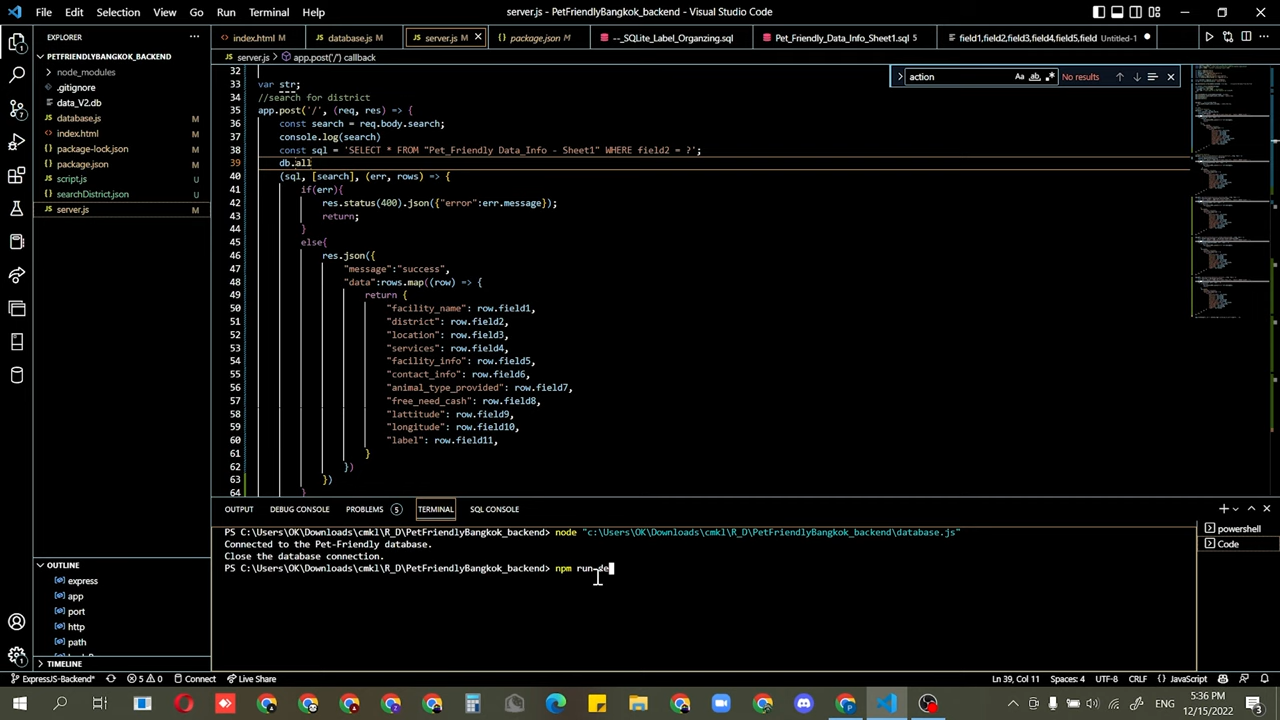 File Edit Selection View Go Run Terminal Help
server.js - PetFriendlyBangkok_backend - Visual Studio Code
EXPLORER
index.html M
database.js M
server.js M
package.json M
--_SQLite_Label_Organzing.sql
Pet_Friendly_Data_Info_Sheet1.sql
field1,field2,field3,field4,field5,field Untitled-1
PETFRIENDLYBANGKOK_BACKEND
node_modules
.gitignore
data_V2.db
database.js M
index.html M
package-lock.json M
package.json M
script.js U
searchDistrict.json U
server.js M
server.js > app.post('/') callback
action
Aa ab No results
32
33 var str;
34 //search for district
35 app.post('/', (req, res) => {
36 const search = req.body.search;
37 console.log(search)
38 const sql = 'SELECT * FROM "Pet_Friendly Data_Info - Sheet1" WHERE field2 = ?';
39 db.all
40 (sql, [search], (err, rows) => {
41 if(err){
42 res.status(400).json({"error":err.message});
43 return;
44 }
45 else{
46 res.json({
47 "message":"success",
48 "data":rows.map((row) => {
49 return {
50 "facility_name": row.field1,
51 "district": row.field2,
52 "location": row.field3,
53 "services": row.field4,
54 "facility_info": row.field5,
55 "contact_info": row.field6,
56 "animal_type_provided": row.field7,
57 "free_need_cash": row.field8,
58 "lattitude": row.field9,
59 "longitude": row.field10,
60 "label": row.field11,
61 }
62 })
63 })
64 }
OUTPUT DEBUG CONSOLE PROBLEMS 5 TERMINAL SQL CONSOLE
PS C:\Users\OK\Downloads\cmkl\R_D\PetFriendlyBangkok_backend> node "c:\Users\OK\Downloads\cmkl\R_D\PetFriendlyBangkok_backend\database.js"
Connected to the Pet-Friendly database.
Close the database connection.
PS C:\Users\OK\Downloads\cmkl\R_D\PetFriendlyBangkok_backend> npm run-de
powershell
Code
OUTLINE
express
app
port
http
path
TIMELINE
ExpressJS-Backend* 5 0 Connect Live Share
Ln 39, Col 11 Spaces: 4 UTF-8 CRLF JavaScript
ENG
5:36 PM
12/15/2022
3